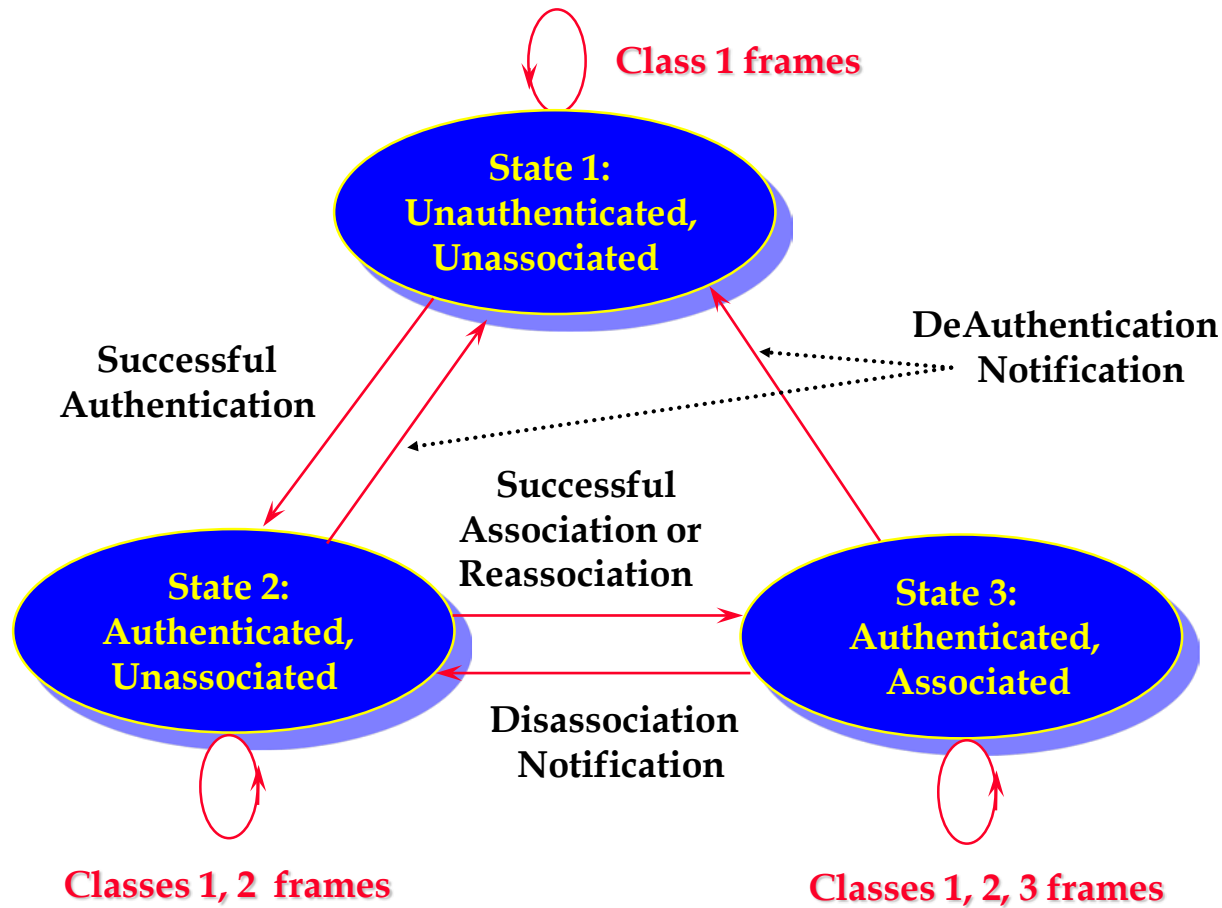 Class 1 frames
State 1:
Unauthenticated,
Unassociated
DeAuthentication
Notification
Successful
Authentication
Successful
Association or
Reassociation
State 2:
Authenticated,
Unassociated
State 3:
Authenticated,
Associated
Disassociation
Notification
Classes 1, 2 frames
Classes 1, 2, 3 frames